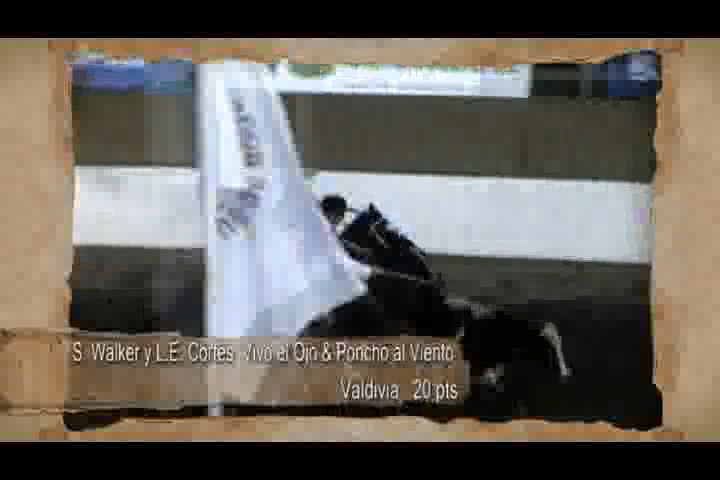 S. Walker y L.E. Cortes Vivo el Ojo & Poncho al Viento
Valdivia 20 pts